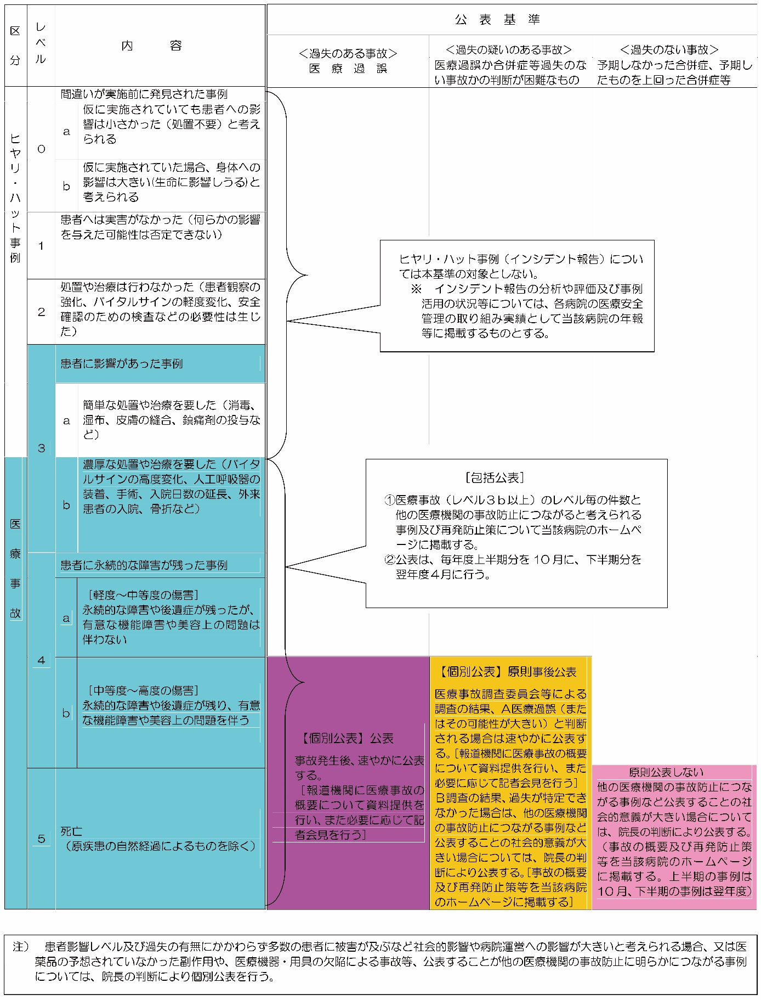 区分
レベル
内　　　容
公　表　基　準
＜過失のある事故＞
医　療　過　誤
＜過失の疑いのある事故＞
医療過誤か合併症等過失のな
い事故かの判断が困難なもの
＜過失のない事故＞
予期しなかった合併症、予期し
たものを上回った合併症等
ヒヤリ・ハット事例
0
間違いが実施前に発見された事例
a
仮に実施されていても患者への影
響は小さかった（処置不要）と考え
られる
b
仮に実施されていた場合、身体への
影響は大きい(生命に影響しうる)と
考えられる
1
患者へは実害がなかった（何らかの影響
を与えた可能性は否定できない）
2
処置や治療は行わなかった（患者観察の
強化、バイタルサインの軽度変化、安全
確認のための検査などの必要性は生じ
た）
ヒヤリ・ハット事例（インシデント報告）につい
ては本基準の対象としない。
※　インシデント報告の分析や評価及び事例
活用の状況等については、各病院の医療安全
管理の取り組み実績として当該病院の年報
等に掲載するものとする。
3
患者に影響があった事例
a
簡単な処置や治療を要した（消毒、
湿布、皮膚の縫合、鎮痛剤の投与な
ど）
医療事故
b
濃厚な処置や治療を要した（バイタ
ルサインの高度変化、人工呼吸器の
装着、手術、入院日数の延長、外来
患者の入院、骨折など）
［包括公表］
①医療事故（レベル３ｂ以上）のレベル毎の件数と
他の医療機関の事故防止につながると考えられる
事例及び再発防止策について当該病院のホームペ
ージに掲載する。
②公表は、毎年度上半期分を 10 月に、下半期分を
翌年度４月に行う。
4
患者に永続的な障害が残った事例
a
［軽度～中等度の傷害］
永続的な障害や後遺症が残ったが、
有意な機能障害や美容上の問題は
伴わない
b
［中等度～高度の傷害］
永続的な障害や後遺症が残り、有意
な機能障害や美容上の問題を伴う
5
死亡
（原疾患の自然経過によるものを除く）
【個別公表】公表
事故発生後、速やかに公表
する。
［報道機関に医療事故の
概要について資料提供を
行い、また必要に応じて記
者会見を行う］
【個別公表】原則事後公表
医療事故調査委員会等による
調査の結果、Ａ医療過誤（また
はその可能性が大きい）と判断
される場合は速やかに公表す
る。［報道機関に医療事故の概要
について資料提供を行い、また
必要に応じて記者会見を行う］
Ｂ調査の結果、過失が特定でき
なかった場合は、他の医療機関
の事故防止につながる事例など
公表することの社会的意義が大
きい場合については、院長の判
断により公表する。［事故の概要
及び再発防止策等を当該病院
のホームページに掲載する］
原則公表しない
他の医療機関の事故防止につな
がる事例など公表することの社
会的意義が大きい場合について
は、院長の判断により公表する。
（事故の概要及び再発防止策
等を当該病院のホームページ
に掲載する。上半期の事例は
10 月、下半期の事例は翌年度）
注）　患者影響レベル及び過失の有無にかかわらず多数の患者に被害が及ぶなど社会的影響や病院運営への影響が大きいと考えられる場合、又は医
薬品の予想されていなかった副作用や、医療機器・用具の欠陥による事故等、公表することが他の医療機関の事故防止に明らかにつながる事例
については、院長の判断により個別公表を行う。